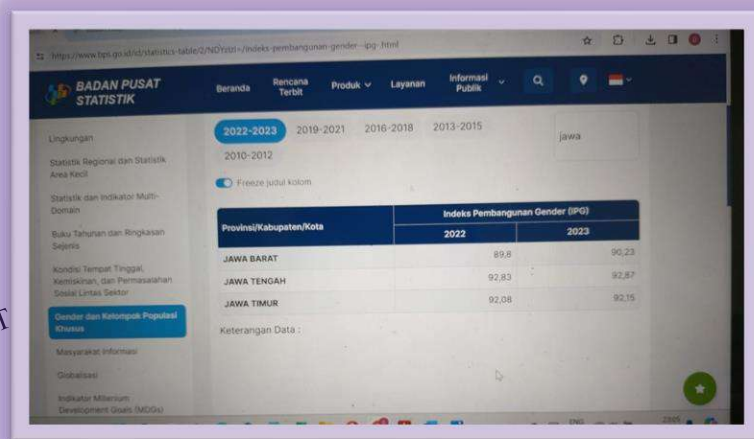 BADAN PUSAT
STATISTIK
Beranda
Rencana
Terbit
Produk
Layanan
Informasi
Publik
Lingkungan
Statistik Regional dan Statistik
Area Kecil
Statistik dan Indikator Multi-
Domain
Buku Tahunan dan Ringkasan
Sejenis
Kondisi Tempat Tinggal,
Kemiskinan, dan Permasalahan
Sosial Lintas Sektor
Gender dan Kelompok Populasi
Khusus
Masyarakat Informasi
Globalisasi
Indikator Millenium
Development Goals (MDGs)
2022-2023 2019-2021 2016-2018 2013-2015
2010-2012
jawa
Freeze judul kolom
Provinsi/Kabupaten/Kota
Indeks Pembangunan Gender (IPG)
2022 2023
JAWA BARAT 89,8 90,23
JAWA TENGAH 92,83 92,87
JAWA TIMUR 92,08 92,15
Keterangan Data :
23:05
T